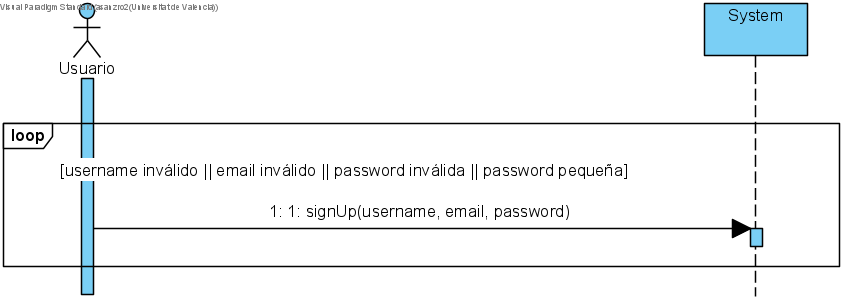 System
Usuario
loop
[username inválido || email inválido || password inválida || password pequeña]
1: 1: signUp(username, email, password)